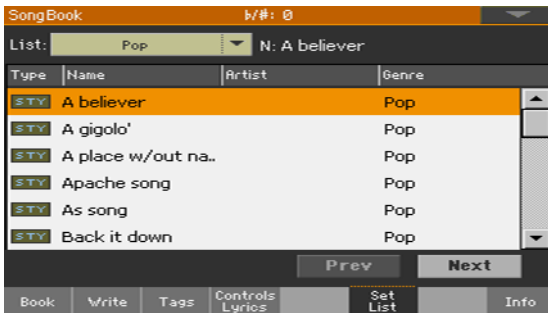 SongBook b/#: 0
List: Pop N: A believer
Type Name Artist Genre
STY A believer Pop
STY A gigolo' Pop
STY A place w/out na.. Pop
STY Apache song Pop
STY As song Pop
STY Back it down Pop
Prev Next
Book Write Tags Controls Lyrics Set List Info